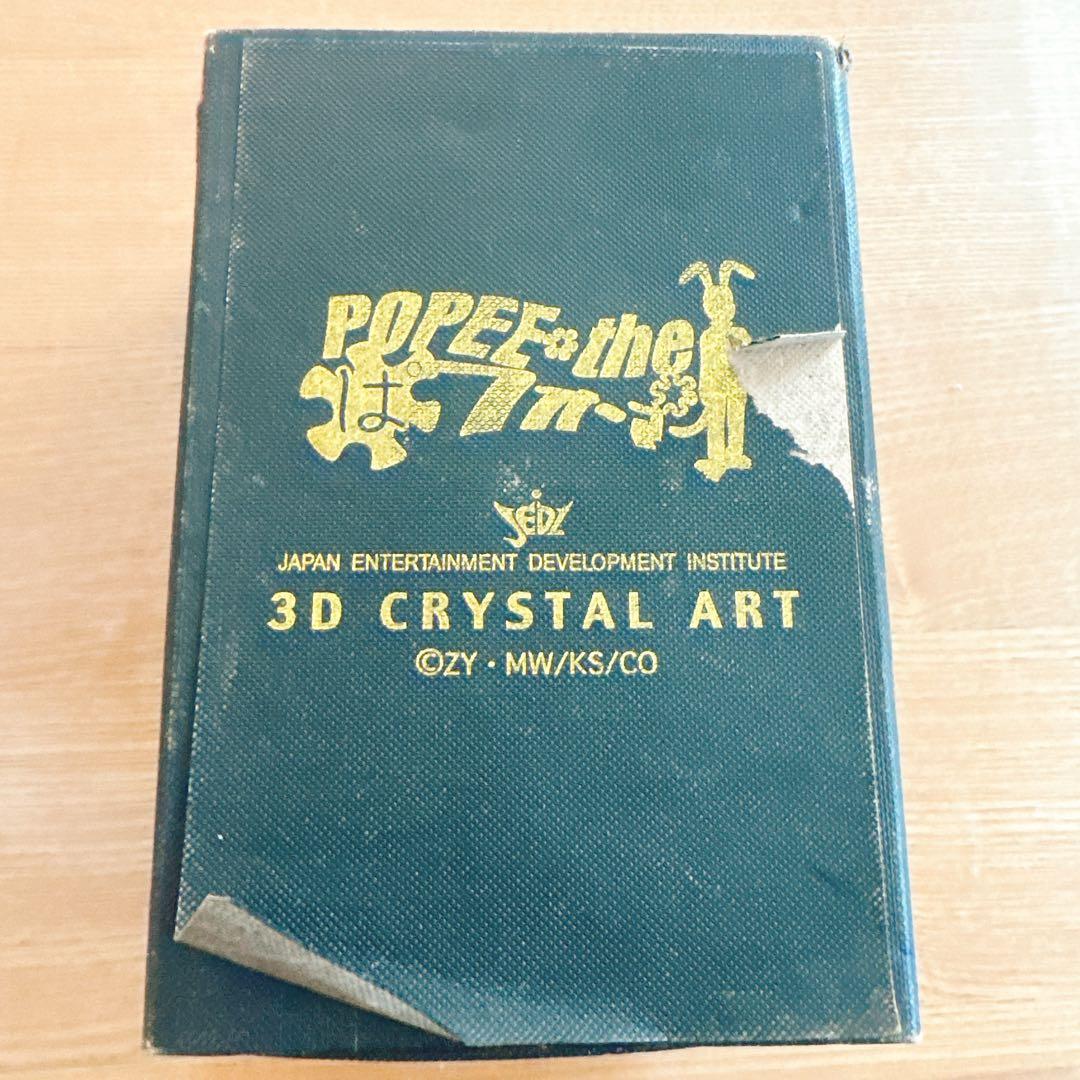 POPEE the
ぱフォーマー
JEDI
JAPAN ENTERTAINMENT DEVELOPMENT INSTITUTE
3D CRYSTAL ART
©ZY・MW/KS/CO